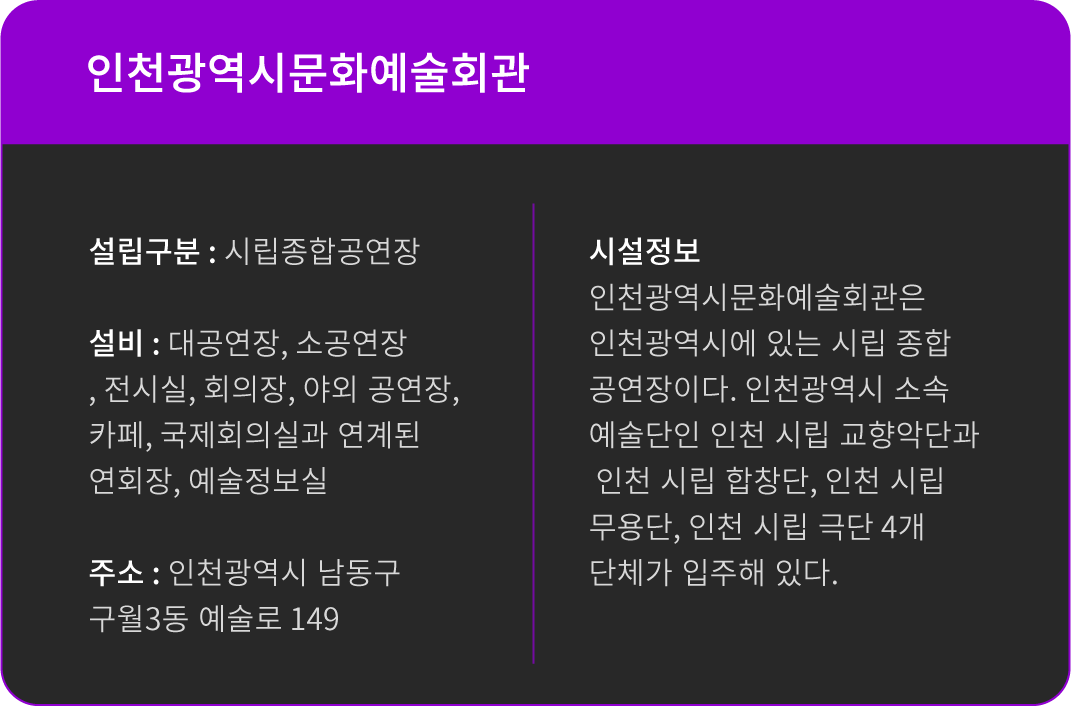 인천광역시문화예술회관
설립구분 : 시립종합공연장
설비 : 대공연장, 소공연장
, 전시실, 회의장, 야외 공연장,
카페, 국제회의실과 연계된
연회장, 예술정보실
주소 : 인천광역시 남동구
구월3동 예술로 149
시설정보
인천광역시문화예술회관은
인천광역시에 있는 시립 종합
공연장이다. 인천광역시 소속
예술단인 인천 시립 교향악단과
인천 시립 합창단, 인천 시립
무용단, 인천 시립 극단 4개
단체가 입주해 있다.